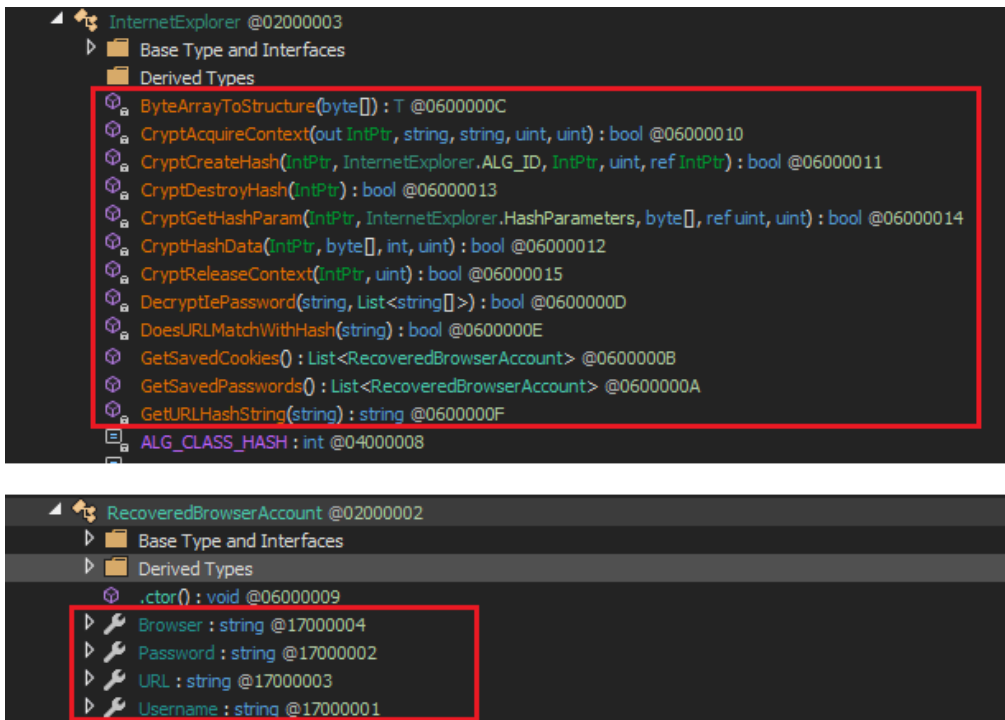 InternetExplorer @02000003
Base Type and Interfaces
Derived Types
ByteArrayToStructure(byte[]) : T @0600000C
CryptAcquireContext(out IntPtr, string, string, uint, uint) : bool @06000010
CryptCreateHash(IntPtr, InternetExplorer.ALG_ID, IntPtr, uint, ref IntPtr) : bool @06000011
CryptDestroyHash(IntPtr) : bool @06000013
CryptGetHashParam(IntPtr, InternetExplorer.HashParameters, byte[], ref uint, uint) : bool @06000014
CryptHashData(IntPtr, byte[], int, uint) : bool @06000012
CryptReleaseContext(IntPtr, uint) : bool @06000015
DecryptIePassword(string, List<string[]>) : bool @0600000D
DoesURLMatchWithHash(string) : bool @0600000E
GetSavedCookies() : List<RecoveredBrowserAccount> @0600000B
GetSavedPasswords() : List<RecoveredBrowserAccount> @0600000A
GetURLHashString(string) : string @0600000F
ALG_CLASS_HASH : int @04000008
RecoveredBrowserAccount @02000002
Base Type and Interfaces
Derived Types
.ctor() : void @06000009
Browser : string @17000004
Password : string @17000002
URL : string @17000003
Username : string @17000001